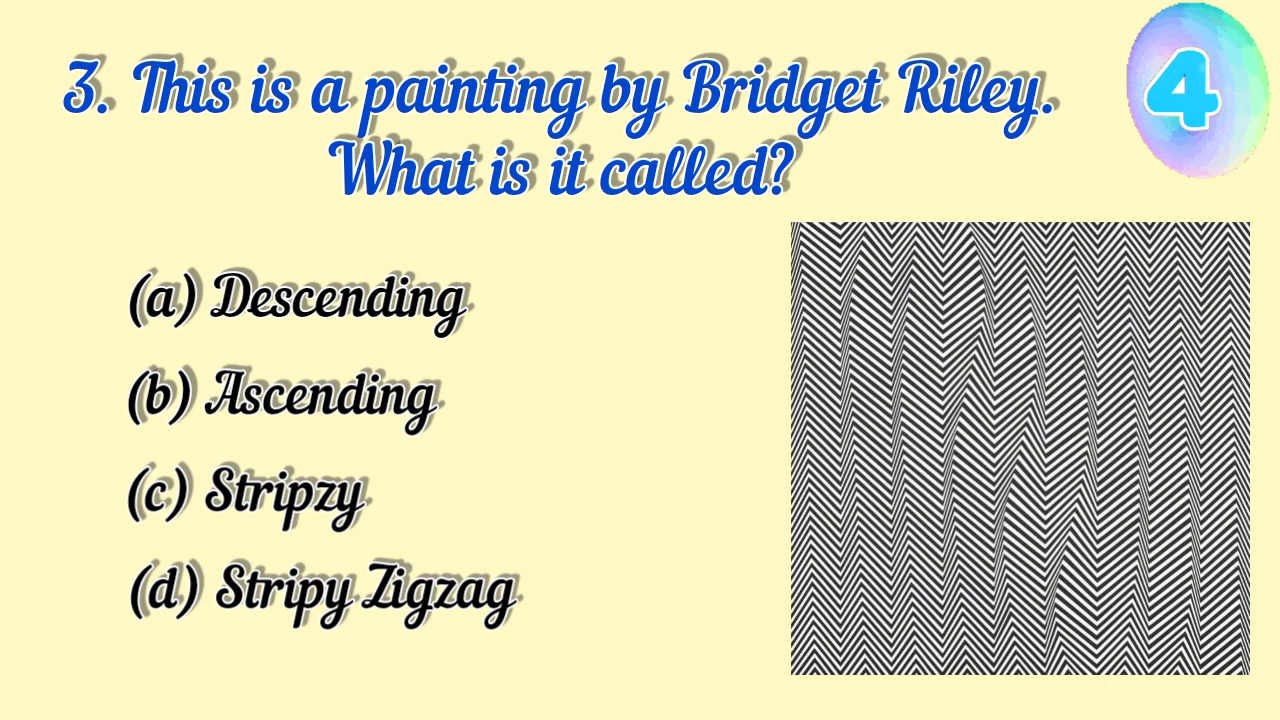 3. This is a painting by Bridget Riley.
What is it called?
4
(a) Descending
(b) Ascending
(c) Stripzy
(d) Stripy Zigzag